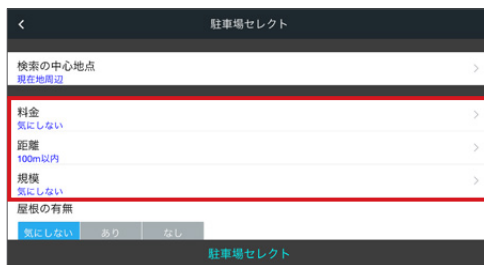 駐車場セレクト
検索の中心地点
現在地周辺
料金
気にしない
距離
100m以内
規模
気にしない
屋根の有無
気にしない あり なし
駐車場セレクト